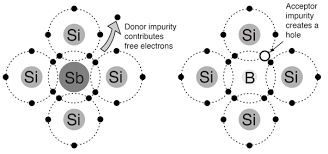 Donor impurity
contributes
free electrons
Si
Si
Sb
Si
Si
Acceptor
impurity
creates a
hole
Si
Si
B
Si
Si